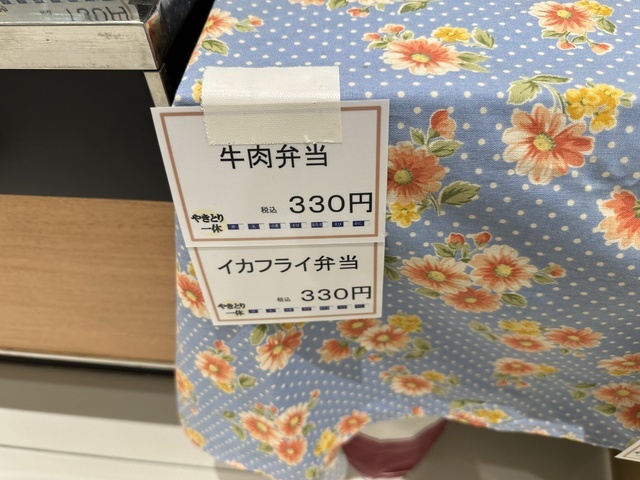 牛肉弁当
税込 330円
やきとり
一休
イカフライ弁当
税込 330円
やきとり
一休